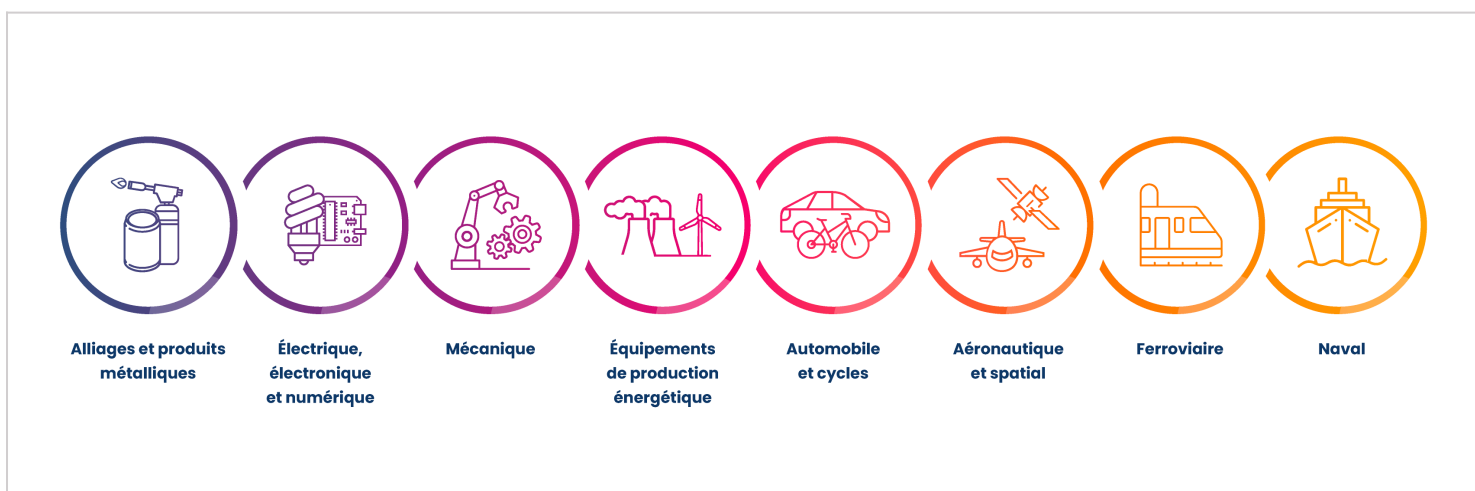 Alliages et produits
métalliques
Électrique,
électronique
et numérique
Mécanique
Équipements
de production
énergétique
Automobile
et cycles
Aéronautique
et spatial
Ferroviaire
Naval